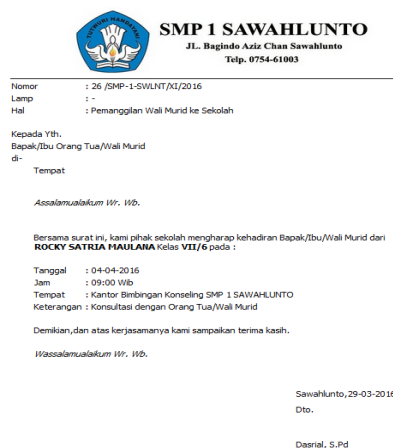 TUT WURI HANDAYANI
SMP 1 SAWAHLUNTO
JL. Bagindo Aziz Chan Sawahlunto
Telp. 0754-61003
Nomor : 26 /SMP-1-SWLNT/XI/2016
Lamp : -
Hal : Pemanggilan Wali Murid ke Sekolah
Kepada Yth.
Bapak/Ibu Orang Tua/Wali Murid
di-
Tempat
Assalamualaikum Wr. Wb.
Bersama surat ini, kami pihak sekolah mengharap kehadiran Bapak/Ibu/Wali Murid dari
ROCKY SATRIA MAULANA Kelas VII/6 pada :
Tanggal : 04-04-2016
Jam : 09:00 Wib
Tempat : Kantor Bimbingan Konseling SMP 1 SAWAHLUNTO
Keterangan : Konsultasi dengan Orang Tua/Wali Murid
Demikian,dan atas kerjasamanya kami sampaikan terima kasih.
Wassalamualaikum Wr. Wb.
Sawahlunto,29-03-2016
Dto.
Dasrial, S.Pd